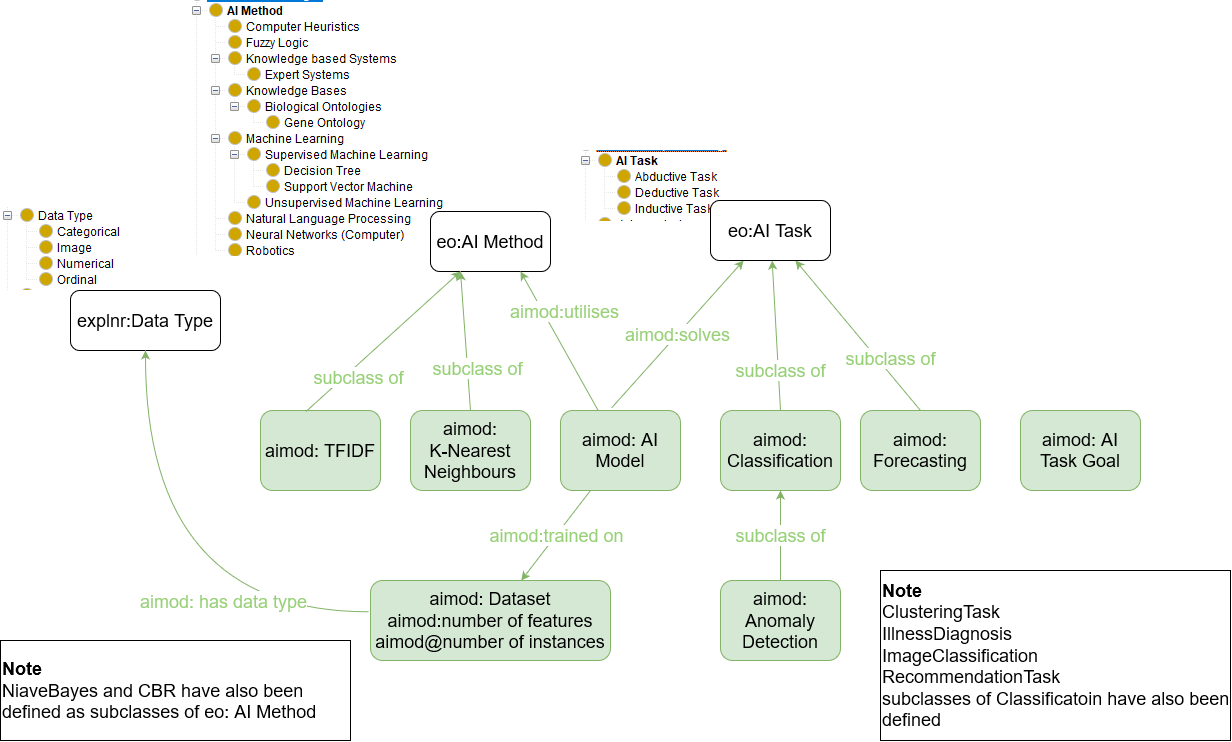 AI Method
Computer Heuristics
Fuzzy Logic
Knowledge based Systems
Expert Systems
Knowledge Bases
Biological Ontologies
Gene Ontology
Machine Learning
Supervised Machine Learning
Decision Tree
Support Vector Machine
Unsupervised Machine Learning
Natural Language Processing
Neural Networks (Computer)
Robotics
AI Task
Abductive Task
Deductive Task
Inductive Task
Data Type
Categorical
Image
Numerical
Ordinal
explnr:Data Type
eo:AI Method
eo:AI Task
aimod:utilises
aimod:solves
subclass of
subclass of
subclass of
subclass of
aimod: TFIDF
aimod:
K-Nearest
Neighbours
aimod: AI
Model
aimod:
Classification
aimod:
Forecasting
aimod: AI
Task Goal
aimod:trained on
subclass of
aimod: has data type
aimod: Dataset
aimod:number of features
aimod@number of instances
aimod:
Anomaly
Detection
Note
NiaveBayes and CBR have also been
defined as subclasses of eo: AI Method
Note
ClusteringTask
IllnessDiagnosis
ImageClassification
RecommendationTask
subclasses of Classificatoin have also been
defined